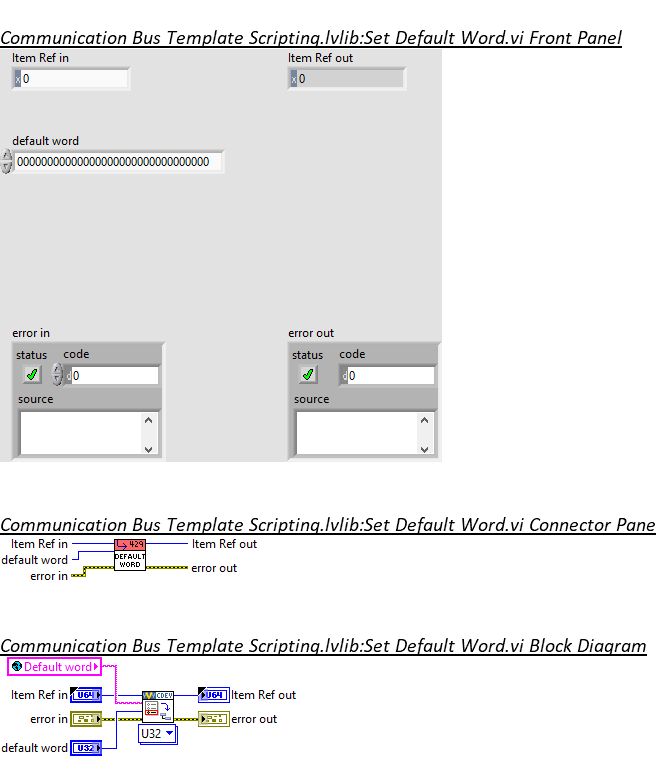 Communication Bus Template Scripting.lvlib:Set Default Word.vi Front Panel
Item Ref in
Item Ref out
x 0
x 0
default word
00000000000000000000000000000000
error in
error out
status code
status code
d 0
d 0
source
source
Communication Bus Template Scripting.lvlib:Set Default Word.vi Connector Pane
Item Ref in
429
Item Ref out
default word
DEFAULT
WORD
error in
error out
Communication Bus Template Scripting.lvlib:Set Default Word.vi Block Diagram
Default word
Item Ref in
U64
CDEV
U64
Item Ref out
error in
error out
U32
default word
U32